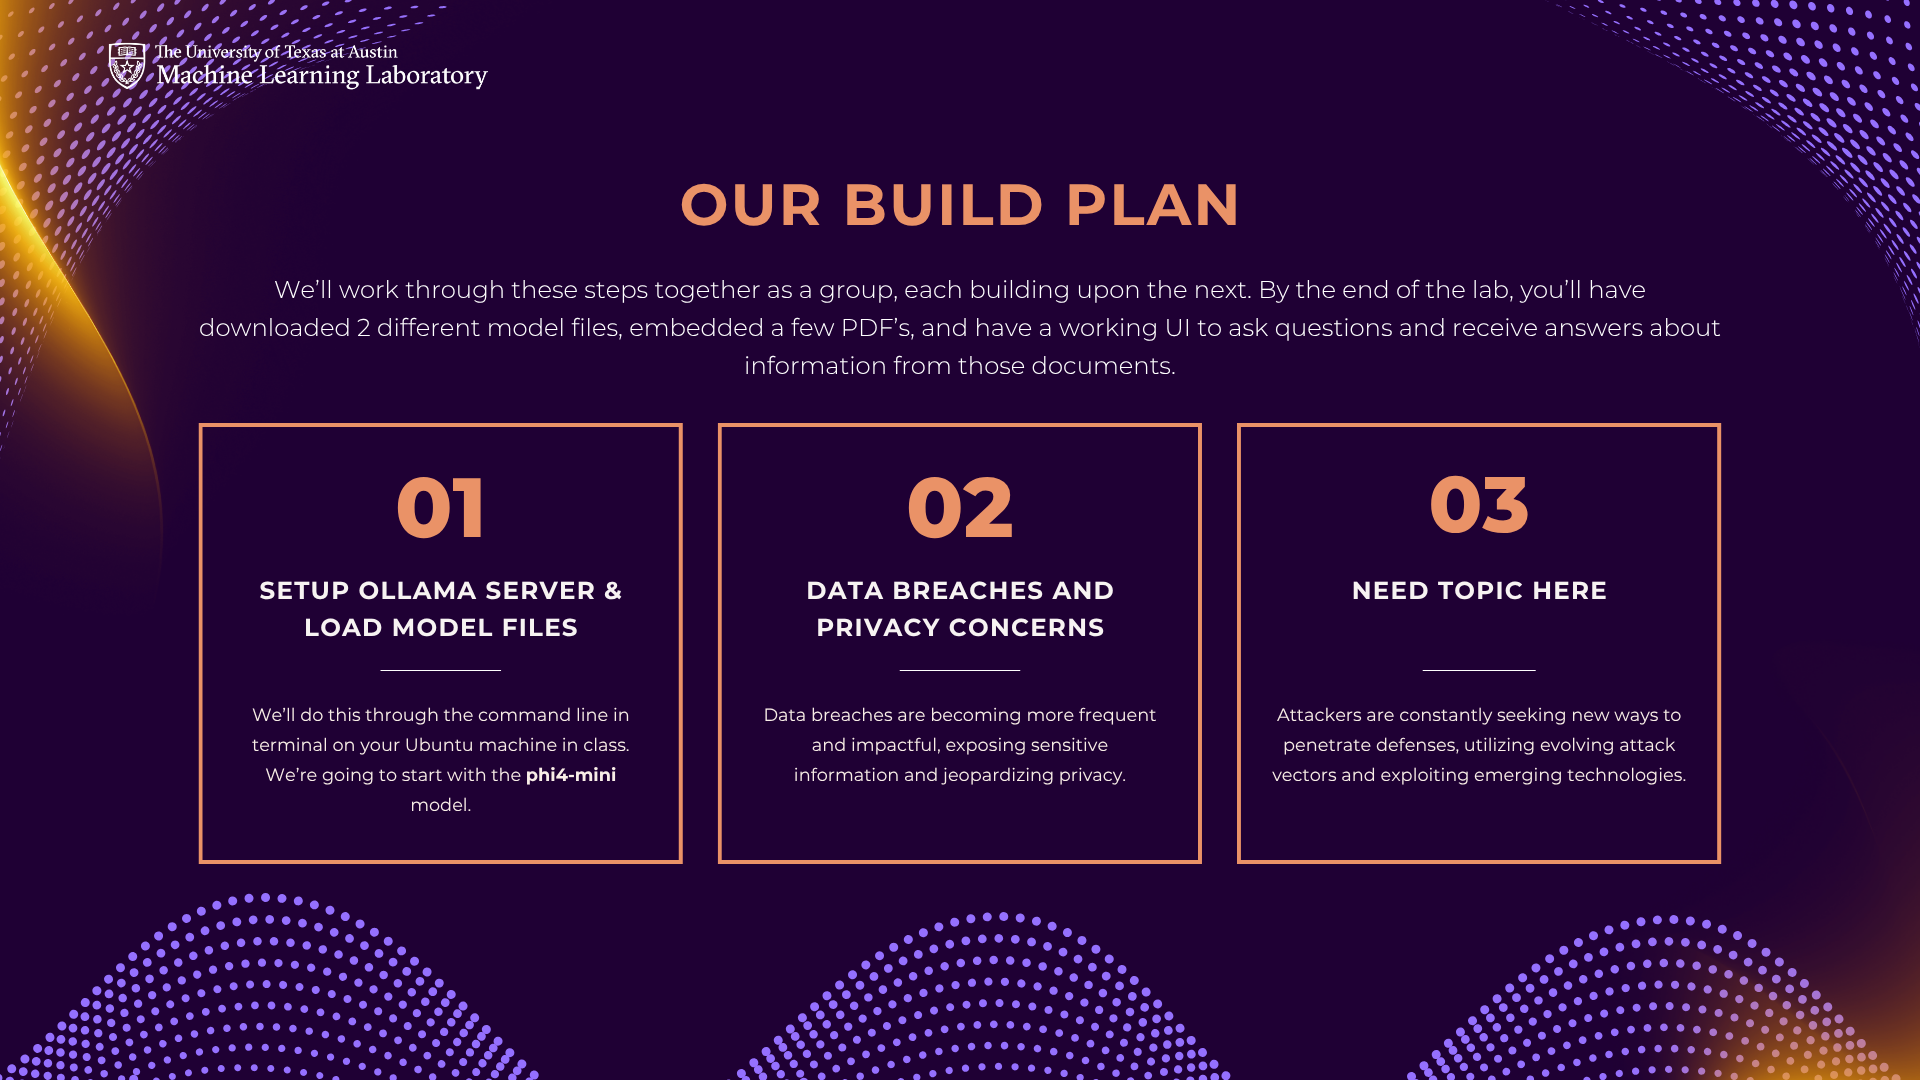 The University of Texas at Austin
Machine Learning Laboratory
OUR BUILD PLAN
We’ll work through these steps together as a group, each building upon the next. By the end of the lab, you’ll have
downloaded 2 different model files, embedded a few PDF’s, and have a working UI to ask questions and receive answers about
information from those documents.
01
SETUP OLLAMA SERVER &
LOAD MODEL FILES
We’ll do this through the command line in
terminal on your Ubuntu machine in class.
We’re going to start with the phi4-mini
model.
02
DATA BREACHES AND
PRIVACY CONCERNS
Data breaches are becoming more frequent
and impactful, exposing sensitive
information and jeopardizing privacy.
03
NEED TOPIC HERE
Attackers are constantly seeking new ways to
penetrate defenses, utilizing evolving attack
vectors and exploiting emerging technologies.